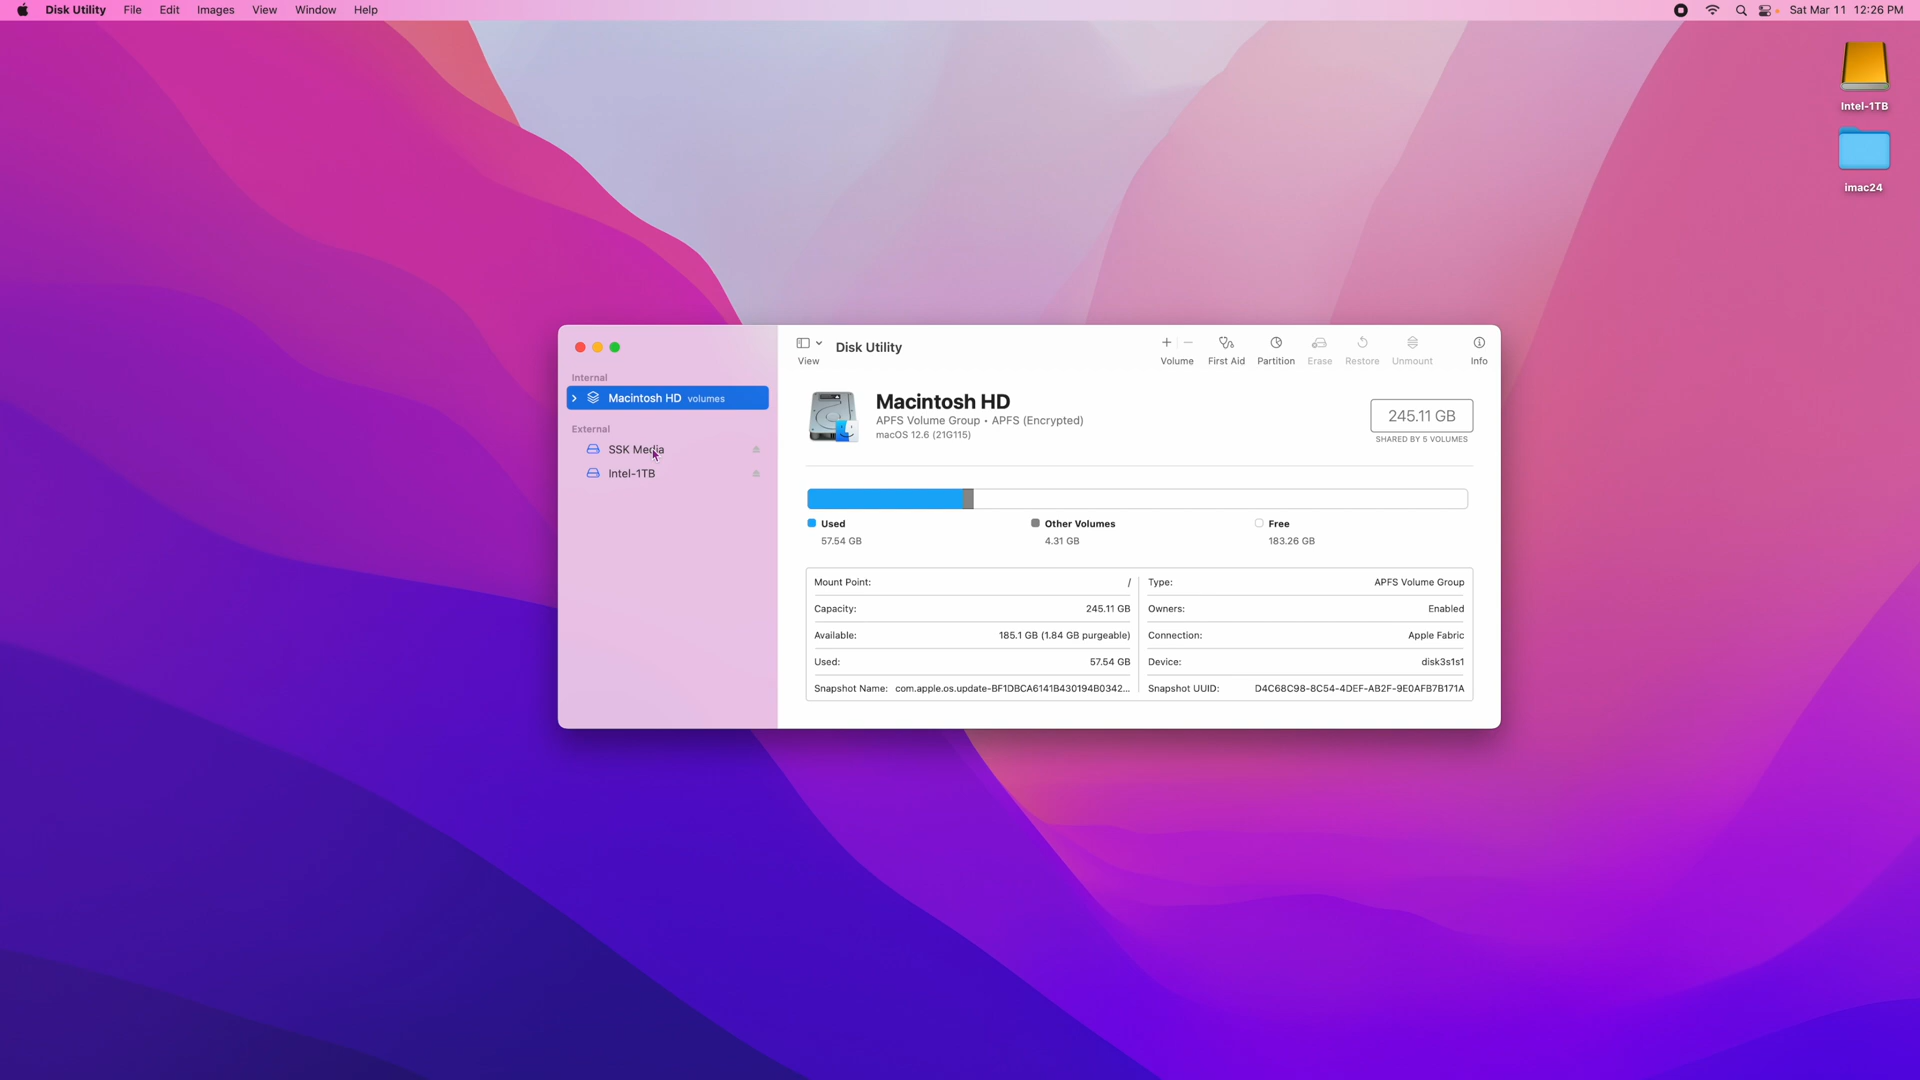 Disk Utility File Edit Images View Window Help Sat Mar 11 12:26 PM
Intel-1TB
imac24
View
Disk Utility
Volume First Aid Partition Erase Restore Unmount Info
Internal
Macintosh HD volumes
External
SSK Media
Intel-1TB
Macintosh HD
APFS Volume Group • APFS (Encrypted)
macOS 12.6 (21G115)
245.11 GB
SHARED BY 5 VOLUMES
Used
57.54 GB
Other Volumes
4.31 GB
Free
183.26 GB
Mount Point: /
Capacity: 245.11 GB
Available: 185.1 GB (1.84 GB purgeable)
Used: 57.54 GB
Snapshot Name: com.apple.os.update-BF1DBCA6141B430194B0342...
Type: APFS Volume Group
Owners: Enabled
Connection: Apple Fabric
Device: disk3s1s1
Snapshot UUID: D4C68C98-8C54-4DEF-AB2F-9E0AFB7B171A